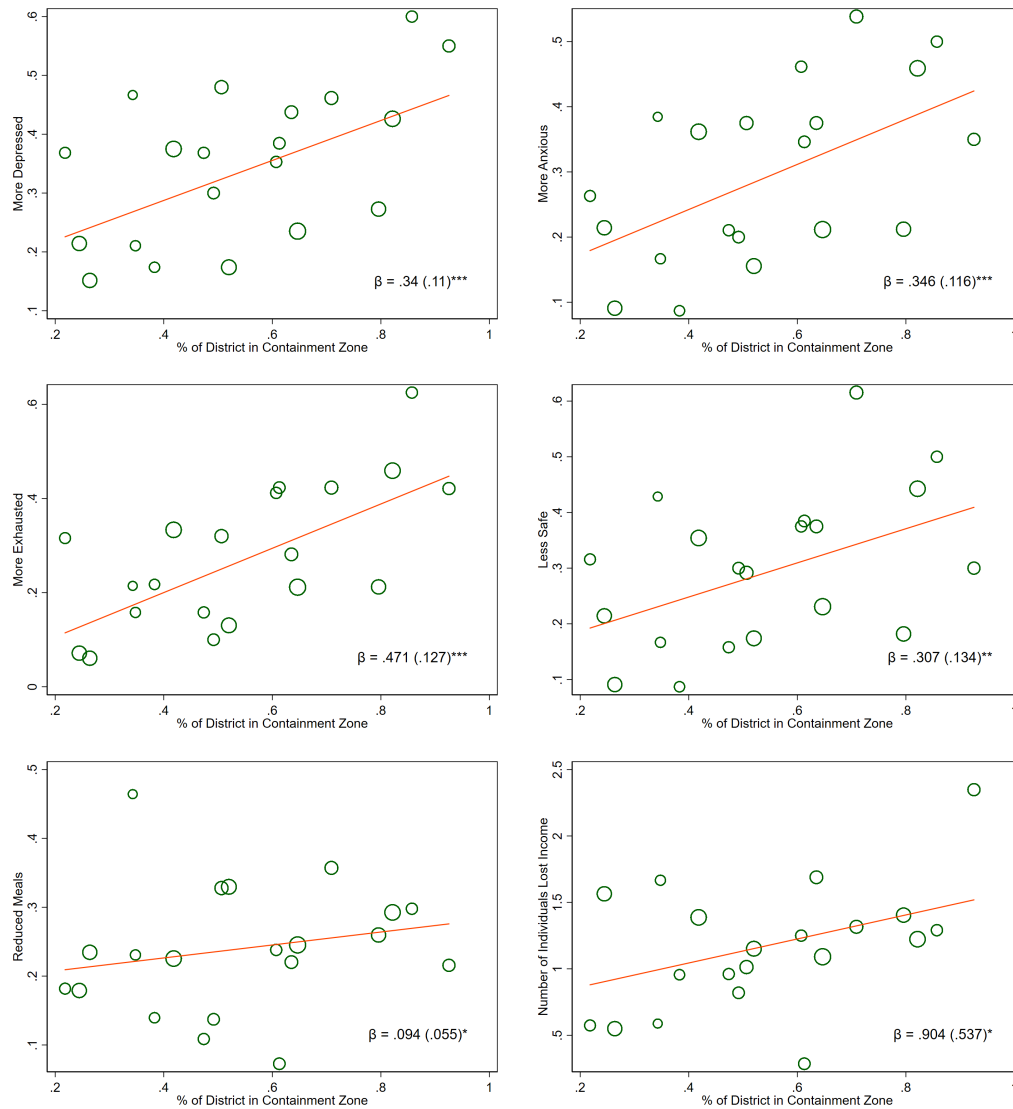 More Depressed
.1 .2 .3 .4 .5 .6
β = .34 (.11)***
.2 .4 .6 .8 1
% of District in Containment Zone
More Anxious
.1 .2 .3 .4 .5
β = .346 (.116)***
.2 .4 .6 .8 1
% of District in Containment Zone
More Exhausted
0 .2 .4 .6
β = .471 (.127)***
.2 .4 .6 .8 1
% of District in Containment Zone
Less Safe
.1 .2 .3 .4 .5 .6
β = .307 (.134)**
.2 .4 .6 .8 1
% of District in Containment Zone
Reduced Meals
.1 .2 .3 .4 .5
β = .094 (.055)*
.2 .4 .6 .8 1
% of District in Containment Zone
Number of Individuals Lost Income
.5 1 1.5 2 2.5
β = .904 (.537)*
.2 .4 .6 .8 1
% of District in Containment Zone